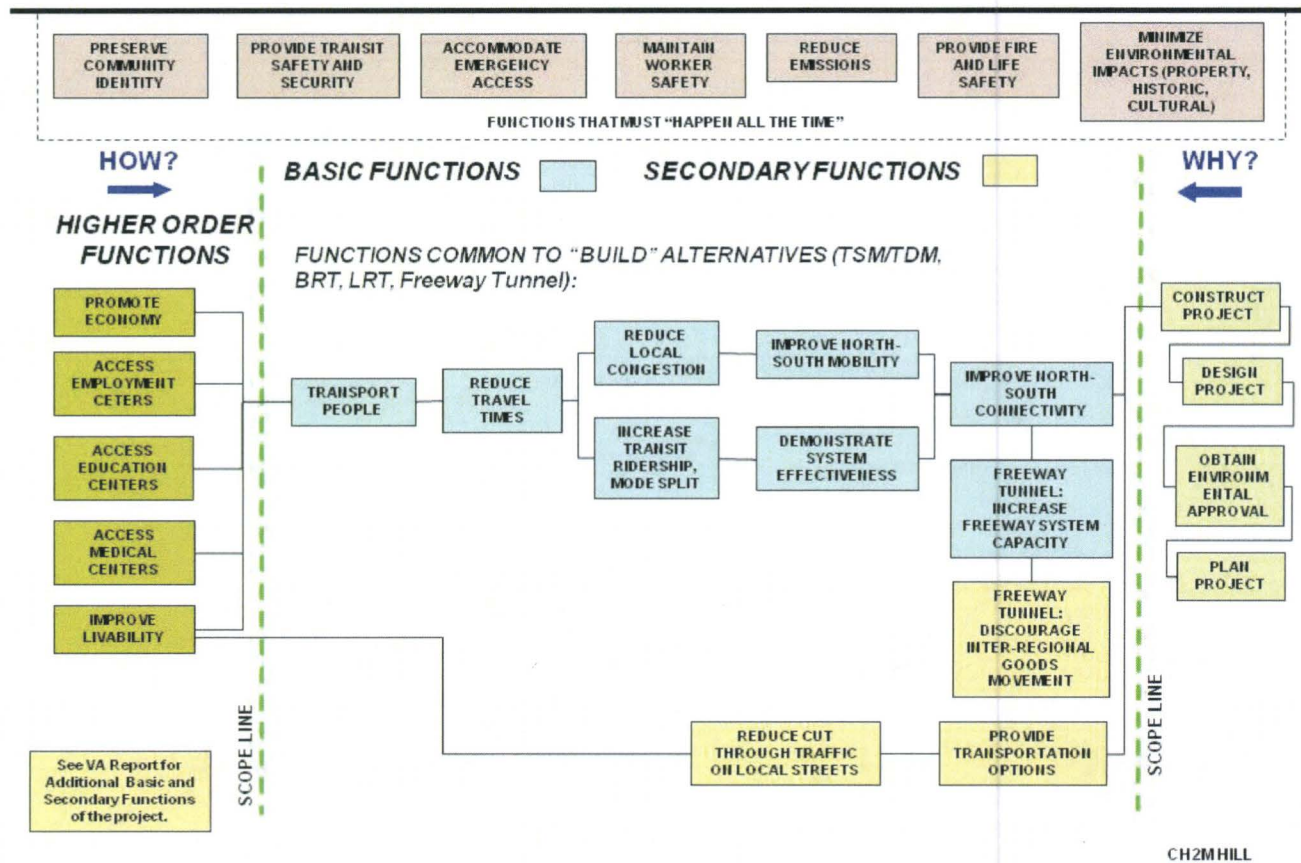 PRESERVE
COMMUNITY
IDENTITY
PROVIDE TRANSIT
SAFETY AND
SECURITY
ACCOMMODATE
EMERGENCY
ACCESS
MAINTAIN
WORKER
SAFETY
REDUCE
EMISSIONS
PROVIDE FIRE
AND LIFE
SAFETY
MINIMIZE
ENVIRONMENTAL
IMPACTS (PROPERTY,
HISTORIC,
CULTURAL)
FUNCTIONS THAT MUST “HAPPEN ALL THE TIME”
HOW?
BASIC FUNCTIONS
SECONDARY FUNCTIONS
WHY?
HIGHER ORDER
FUNCTIONS
FUNCTIONS COMMON TO “BUILD” ALTERNATIVES (TSM/TDM,
BRT, LRT, Freeway Tunnel):
PROMOTE
ECONOMY
ACCESS
EMPLOYMENT
CETERS
ACCESS
EDUCATION
CENTERS
ACCESS
MEDICAL
CENTERS
IMPROVE
LIVABILITY
TRANSPORT
PEOPLE
REDUCE
TRAVEL
TIMES
REDUCE
LOCAL
CONGESTION
IMPROVE NORTH-
SOUTH MOBILITY
INCREASE
TRANSIT
RIDERSHIP,
MODE SPLIT
DEMONSTRATE
SYSTEM
EFFECTIVENESS
IMPROVE NORTH-
SOUTH
CONNECTIVITY
FREEWAY
TUNNEL:
INCREASE
FREEWAY SYSTEM
CAPACITY
FREEWAY
TUNNEL:
DISCOURAGE
INTER-REGIONAL
GOODS
MOVEMENT
REDUCE CUT
THROUGH TRAFFIC
ON LOCAL STREETS
PROVIDE
TRANSPORTATION
OPTIONS
CONSTRUCT
PROJECT
DESIGN
PROJECT
OBTAIN
ENVIRONM
ENTAL
APPROVAL
PLAN
PROJECT
SCOPE LINE
SCOPE LINE
See VA Report for
Additional Basic and
Secondary Functions
of the project.
CH2MHILL